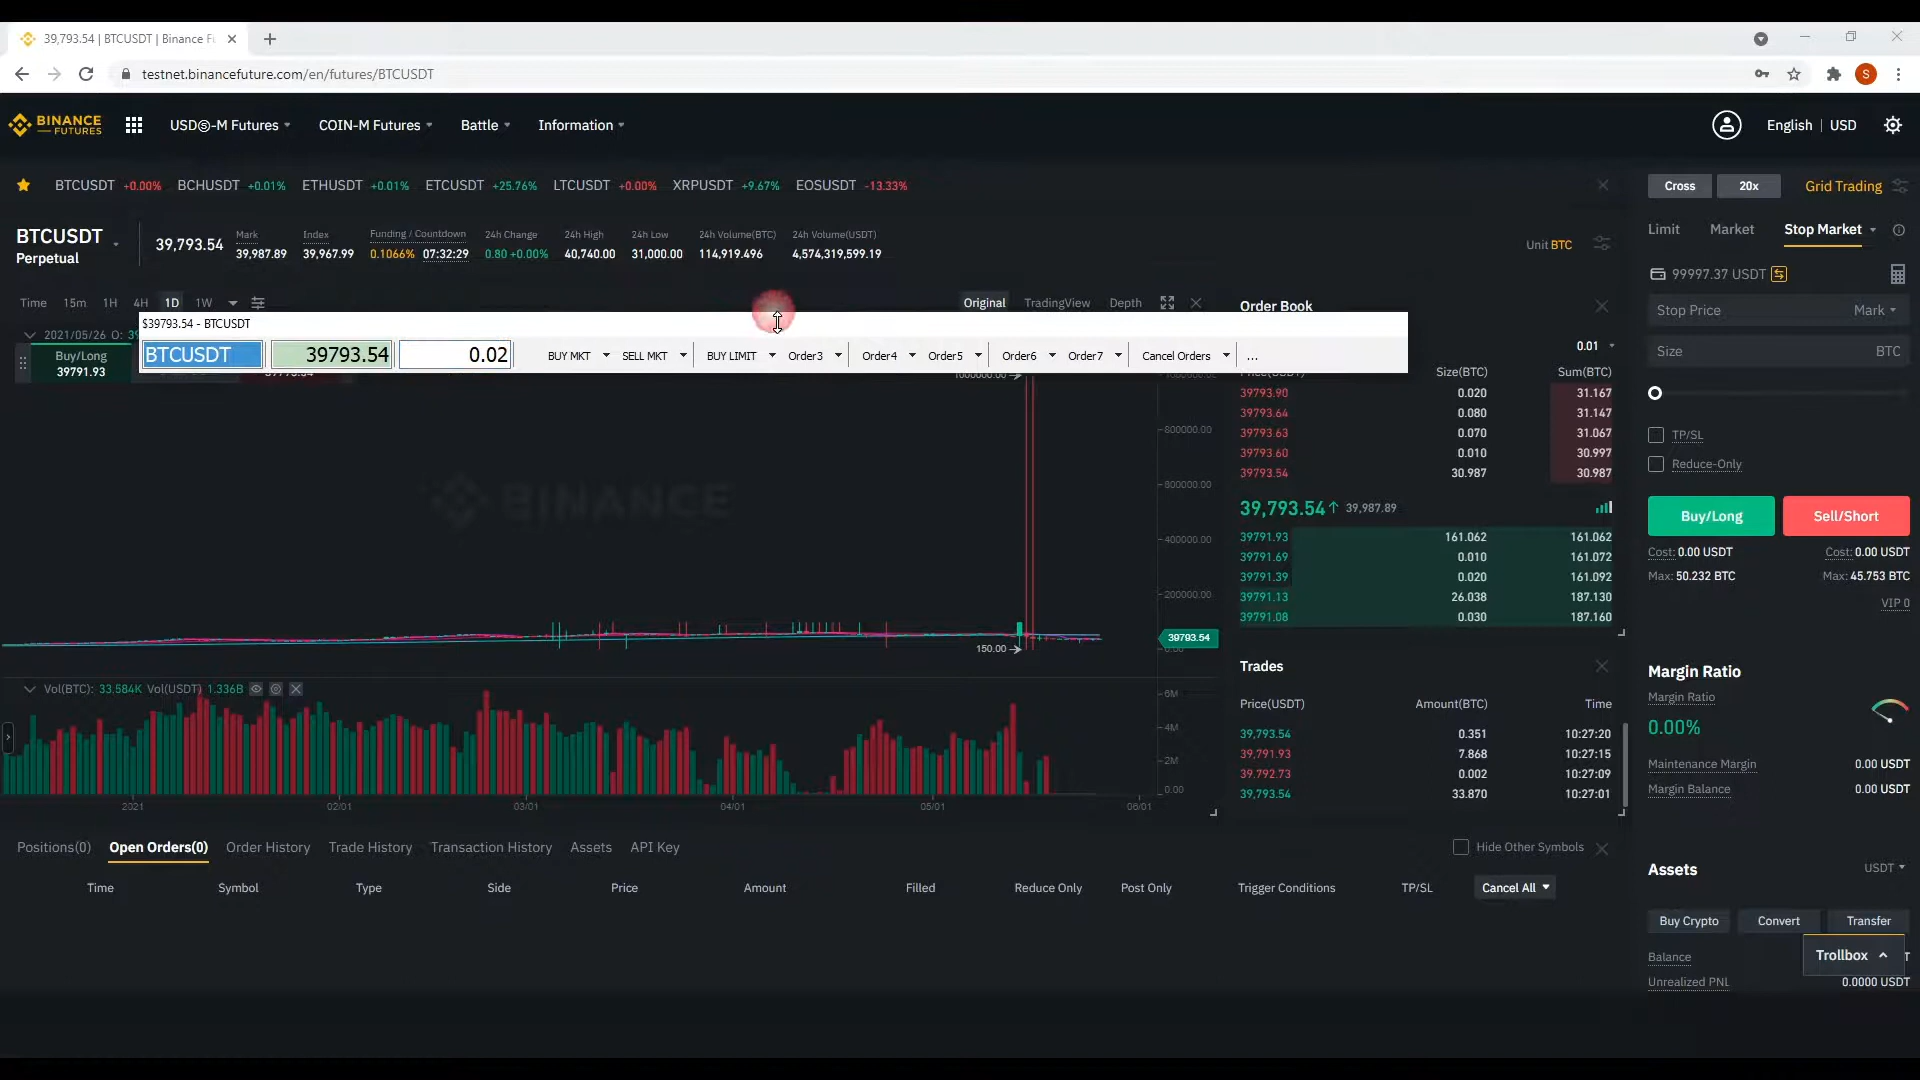 39,793.54 | BTCUSDT | Binance Fu
testnet.binancefuture.com/en/futures/BTCUSDT
S
BINANCE
FUTURES
USDⓈ-M Futures
COIN-M Futures
Battle
Information
English | USD
BTCUSDT +0.00% BCHUSDT +0.01% ETHUSDT +0.01% ETCUSDT +25.76% LTCUSDT +0.00% XRPUSDT +9.67% EOSUSDT -13.33%
Cross
20x
Grid Trading
BTCUSDT
Perpetual
39,793.54
Mark
39,987.89
Index
39,967.99
Funding / Countdown
0.1066% 07:32:29
24h Change
0.80 +0.00%
24h High
40,740.00
24h Low
31,000.00
24h Volume(BTC)
114,919.496
24h Volume(USDT)
4,574,319,599.19
Unit BTC
Limit
Market
Stop Market
99997.37 USDT
Stop Price
Mark
Size
BTC
Time 15m 1H 4H 1D 1W
Original TradingView Depth
Order Book
2021/05/26 O: 39
$39793.54 - BTCUSDT
BTCUSDT
39793.54
0.02
BUY MKT
SELL MKT
BUY LIMIT
Order3
Order4
Order5
Order6
Order7
Cancel Orders
...
Buy/Long
39791.93
0.01
Size(BTC)
Sum(BTC)
39793.90 0.020 31.167
39793.64 0.080 31.147
39793.63 0.070 31.067
39793.60 0.010 30.997
39793.54 30.987 30.987
39,793.54↑ 39,987.89
39791.93 161.062 161.062
39791.69 0.010 161.072
39791.39 0.020 161.092
39791.13 26.038 187.130
39791.08 0.030 187.160
TP/SL
Reduce-Only
Buy/Long
Sell/Short
Cost: 0.00 USDT
Cost: 0.00 USDT
Max: 50.232 BTC
Max: 45.753 BTC
VIP 0
BINANCE
800000.00
600000.00
400000.00
200000.00
39793.54
150.00
Vol(BTC): 33.584K Vol(USDT) 1.336B
6M
4M
2M
0.00
2021
02/01
03/01
04/01
05/01
06/01
Trades
Price(USDT) Amount(BTC) Time
39,793.54 0.351 10:27:20
39,791.93 7.868 10:27:15
39,792.73 0.002 10:27:09
39,793.54 33.870 10:27:01
Margin Ratio
Margin Ratio
0.00%
Maintenance Margin
0.00 USDT
Margin Balance
0.00 USDT
Positions(0)
Open Orders(0)
Order History
Trade History
Transaction History
Assets
API Key
Hide Other Symbols
Time
Symbol
Type
Side
Price
Amount
Filled
Reduce Only
Post Only
Trigger Conditions
TP/SL
Cancel All
Assets
USDT
Buy Crypto
Convert
Transfer
Balance
Trollbox
Unrealized PNL
0.0000 USDT